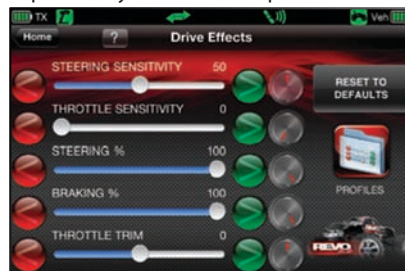 TX
Veh
Home
?
Drive Effects
STEERING SENSITIVITY 50
THROTTLE SENSITIVITY 0
STEERING % 100
BRAKING % 100
THROTTLE TRIM 0
RESET TO
DEFAULTS
PROFILES
REVO